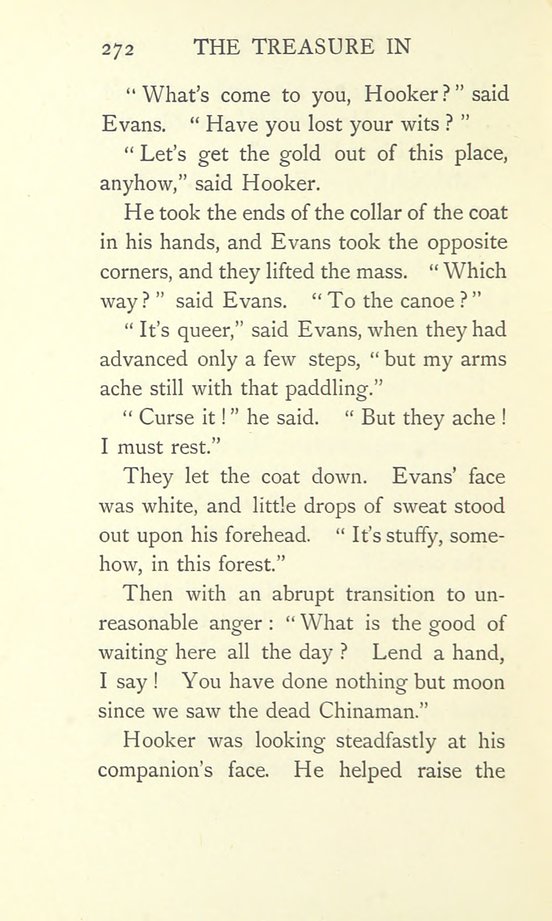 272 THE TREASURE IN
“ What’s come to you, Hooker ? ” said
Evans. “ Have you lost your wits ? ”
“ Let’s get the gold out of this place,
anyhow,” said Hooker.
He took the ends of the collar of the coat
in his hands, and Evans took the opposite
corners, and they lifted the mass. “ Which
way ? ” said Evans. “ To the canoe ? ”
“ It’s queer,” said Evans, when they had
advanced only a few steps, “ but my arms
ache still with that paddling.”
“ Curse it ! ” he said. “ But they ache !
I must rest.”
They let the coat down. Evans’ face
was white, and little drops of sweat stood
out upon his forehead. “ It’s stuffy, some-
how, in this forest.”
Then with an abrupt transition to un-
reasonable anger : “ What is the good of
waiting here all the day ? Lend a hand,
I say ! You have done nothing but moon
since we saw the dead Chinaman.”
Hooker was looking steadfastly at his
companion’s face. He helped raise the